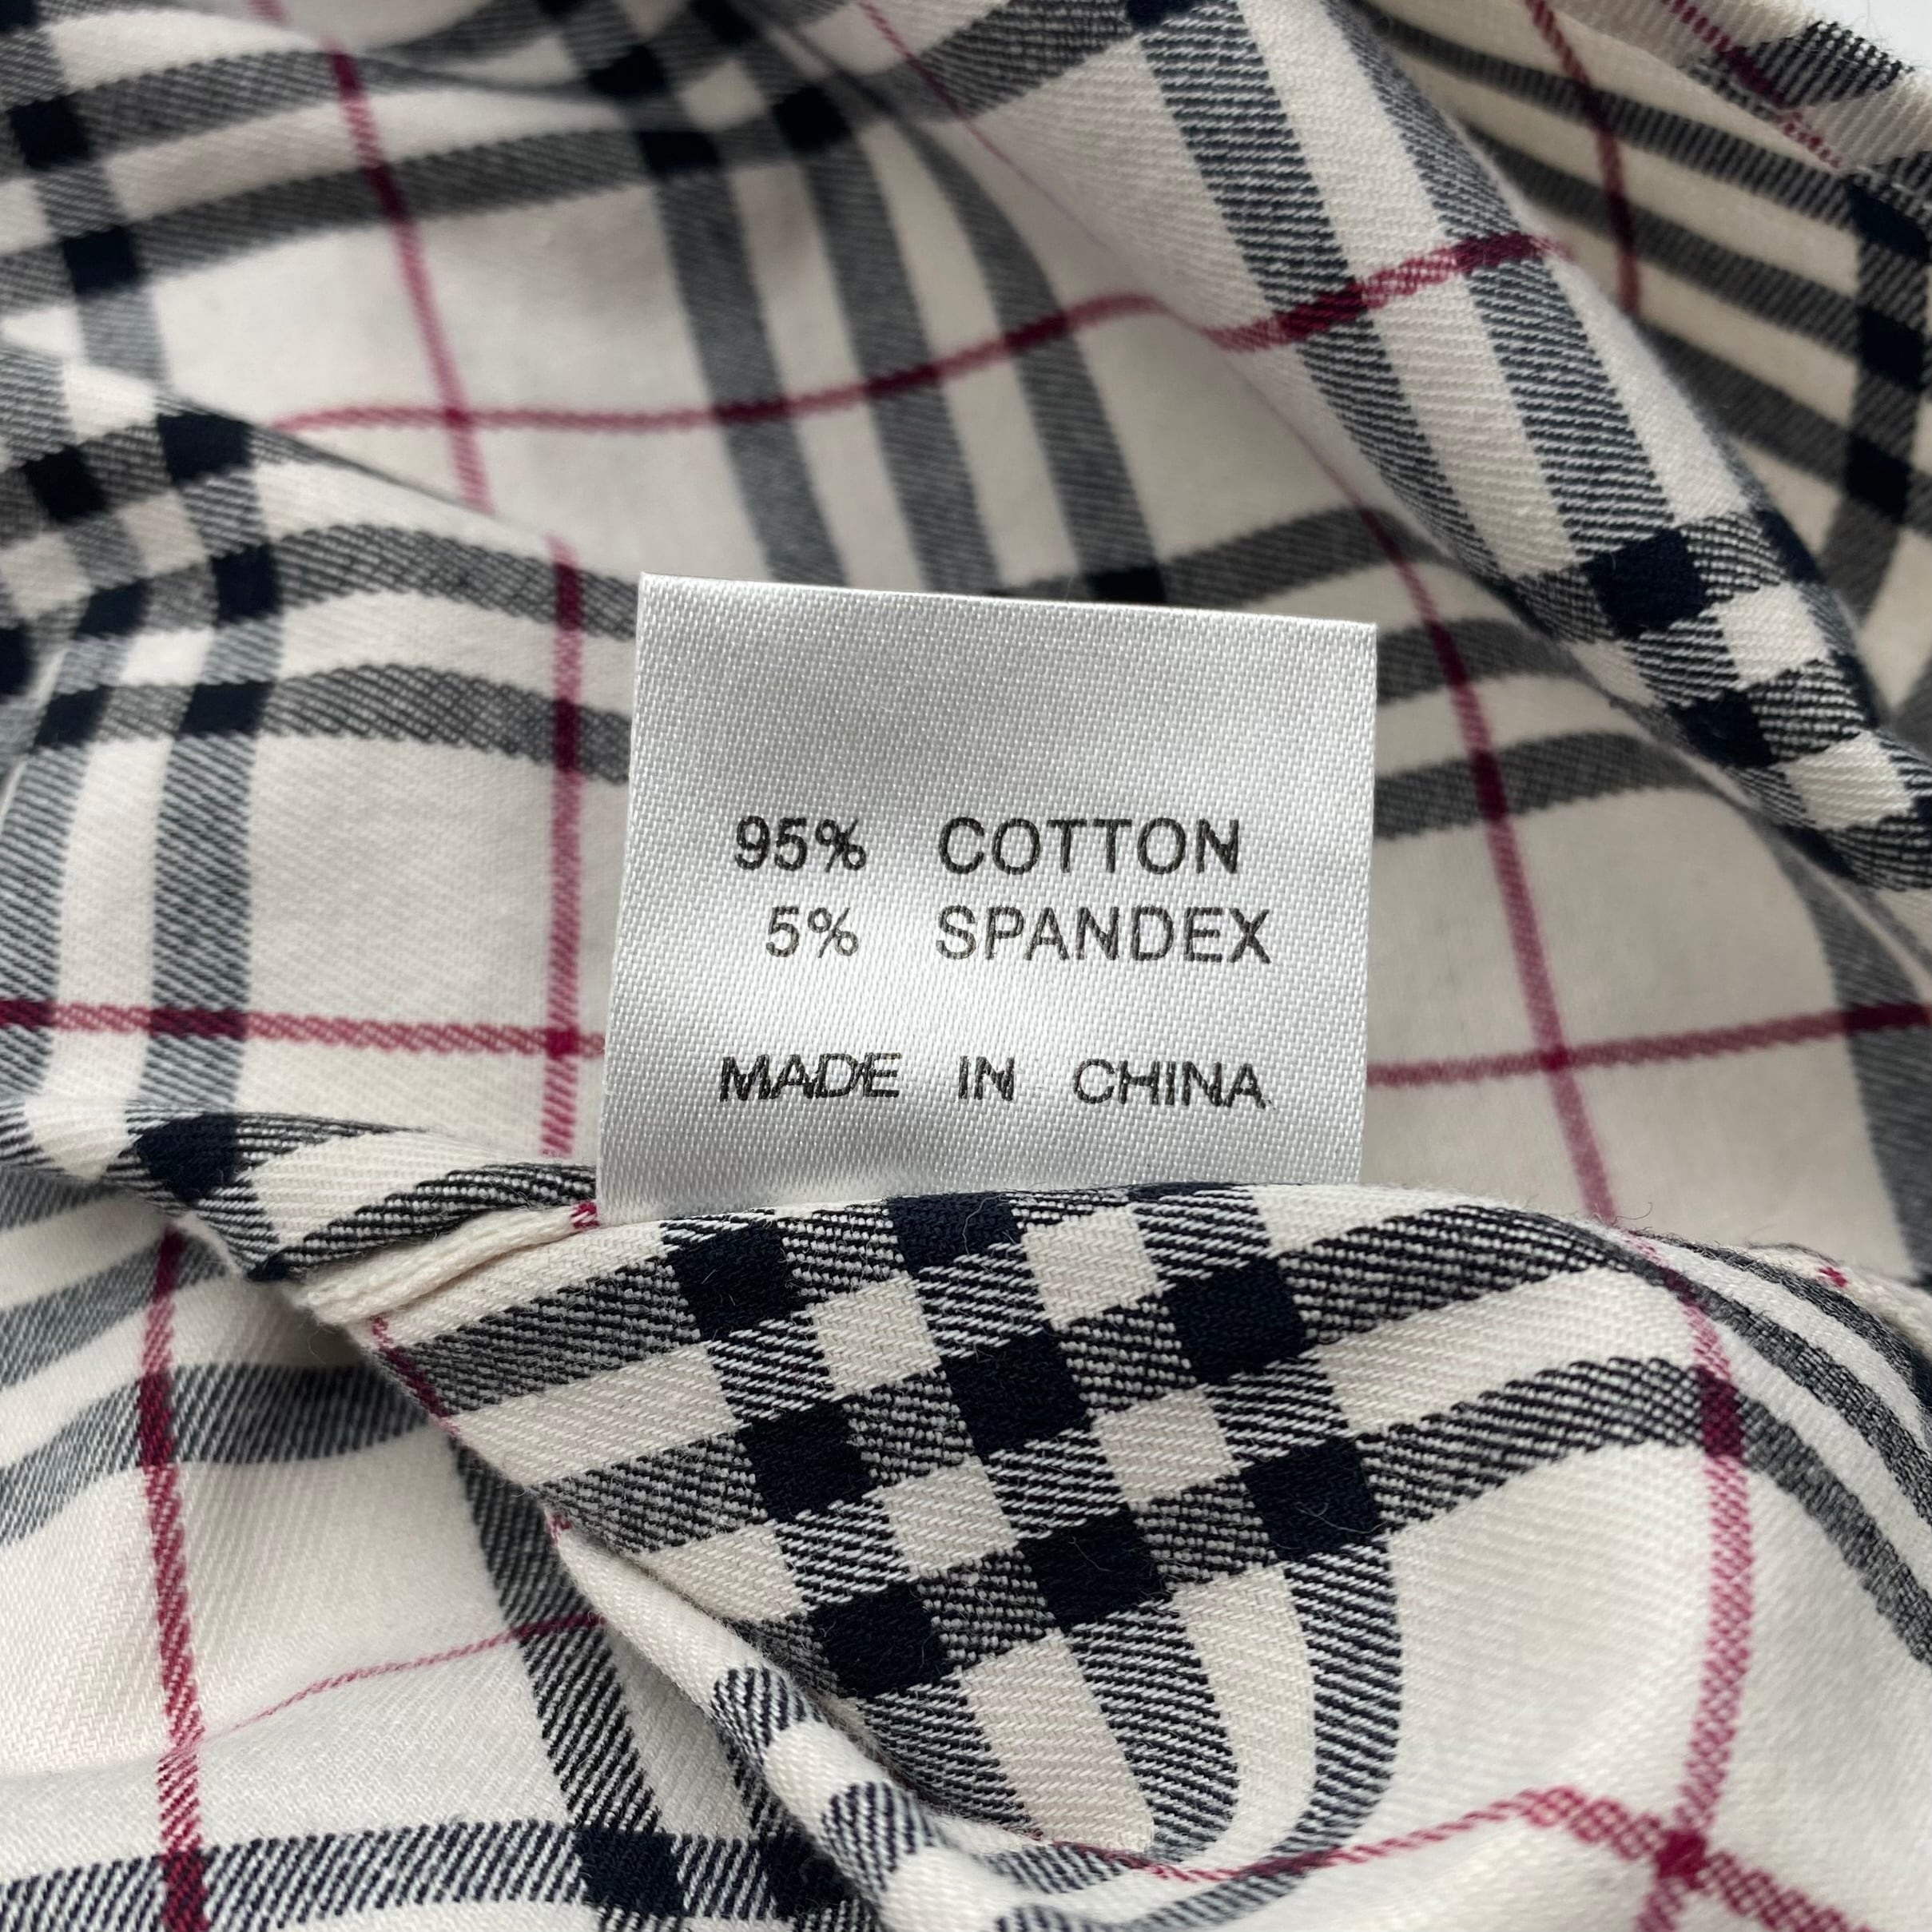 95% COTTON
5% SPANDEX
MADE IN CHINA